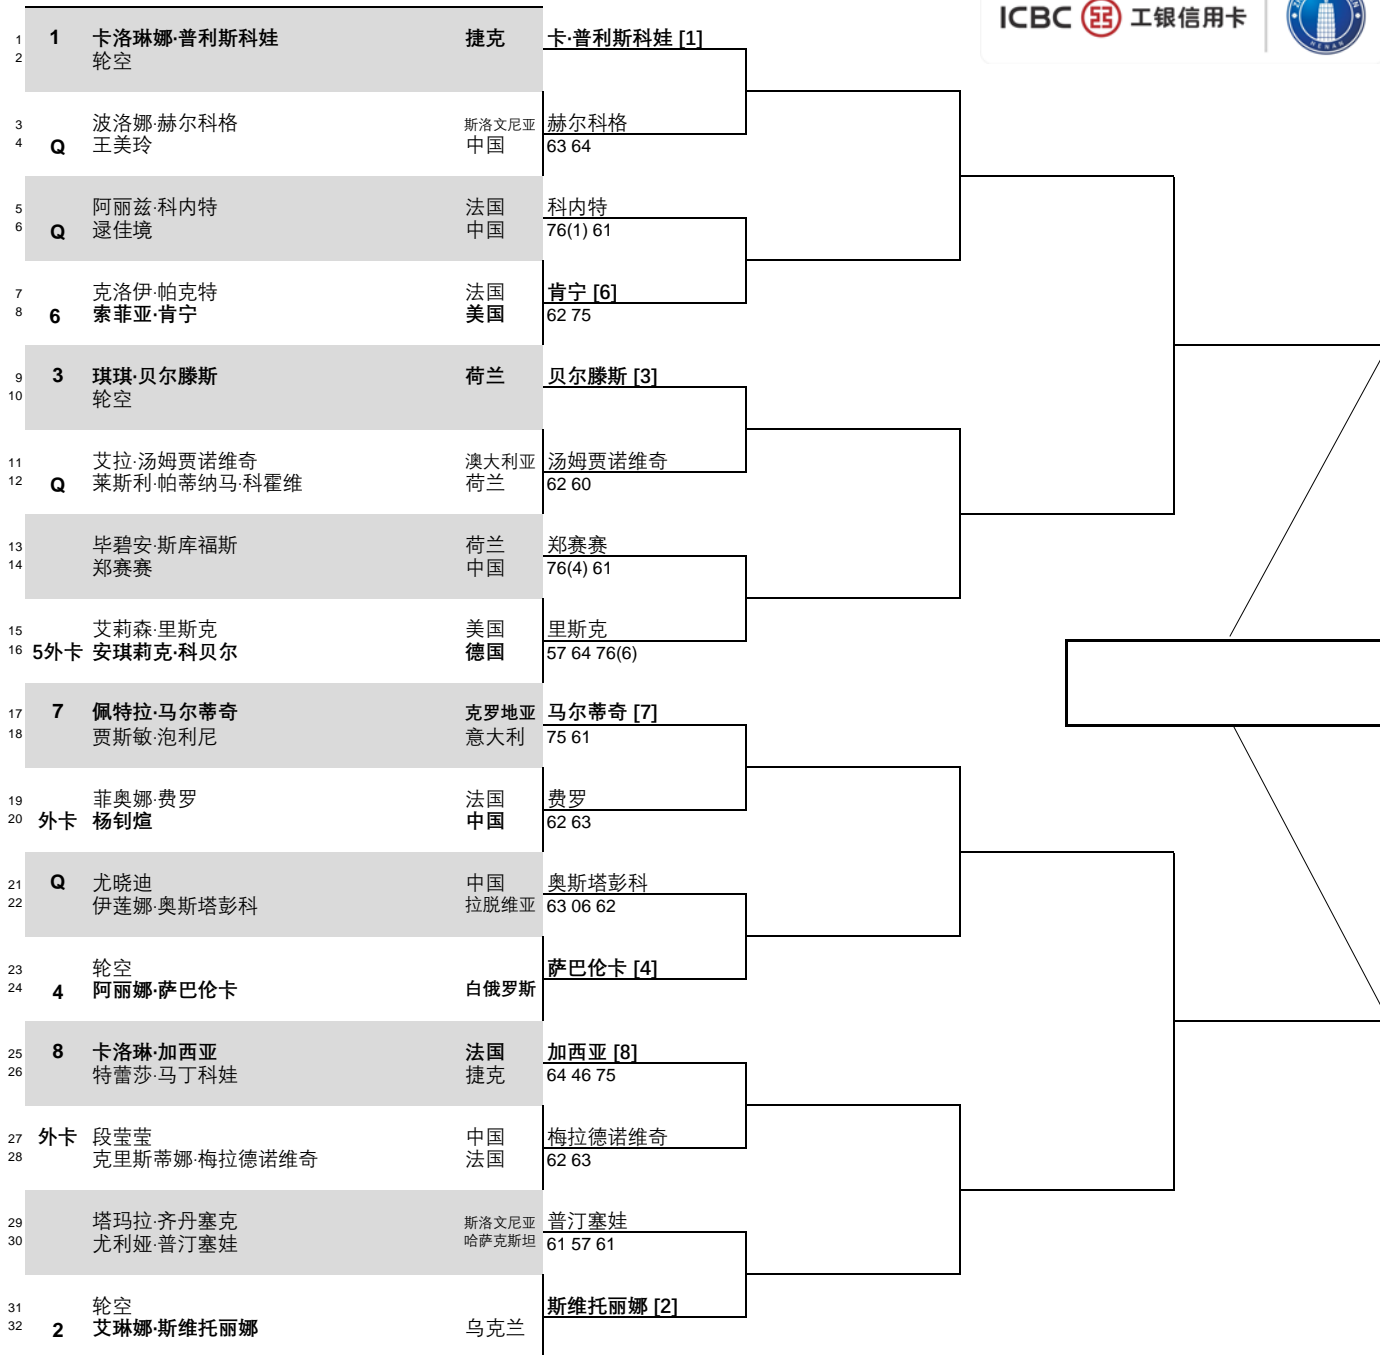 ICBC 工银信用卡
HENAN
1 1 卡洛琳娜·普利斯科娃 捷克 卡·普利斯科娃 [1]
2 轮空
3 波洛娜·赫尔科格 斯洛文尼亚 赫尔科格
4 Q 王美玲 中国 63 64
5 阿丽兹·科内特 法国 科内特
6 Q 逯佳境 中国 76(1) 61
7 克洛伊·帕克特 法国 肯宁 [6]
8 6 索菲亚·肯宁 美国 62 75
9 3 琪琪·贝尔滕斯 荷兰 贝尔滕斯 [3]
10 轮空
11 艾拉·汤姆贾诺维奇 澳大利亚 汤姆贾诺维奇
12 Q 莱斯利·帕蒂纳马·科霍维 荷兰 62 60
13 毕碧安·斯库福斯 荷兰 郑赛赛
14 郑赛赛 中国 76(4) 61
15 艾莉森·里斯克 美国 里斯克
16 5外卡 安琪莉克·科贝尔 德国 57 64 76(6)
17 7 佩特拉·马尔蒂奇 克罗地亚 马尔蒂奇 [7]
18 贾斯敏·泡利尼 意大利 75 61
19 菲奥娜·费罗 法国 费罗
20 外卡 杨钊煊 中国 62 63
21 Q 尤晓迪 中国 奥斯塔彭科
22 伊莲娜·奥斯塔彭科 拉脱维亚 63 06 62
23 轮空 萨巴伦卡 [4]
24 4 阿丽娜·萨巴伦卡 白俄罗斯
25 8 卡洛琳·加西亚 法国 加西亚 [8]
26 特蕾莎·马丁科娃 捷克 64 46 75
27 外卡 段莹莹 中国 梅拉德诺维奇
28 克里斯蒂娜·梅拉德诺维奇 法国 62 63
29 塔玛拉·齐丹塞克 斯洛文尼亚 普汀塞娃
30 尤利娅·普汀塞娃 哈萨克斯坦 61 57 61
31 轮空 斯维托丽娜 [2]
32 2 艾琳娜·斯维托丽娜 乌克兰